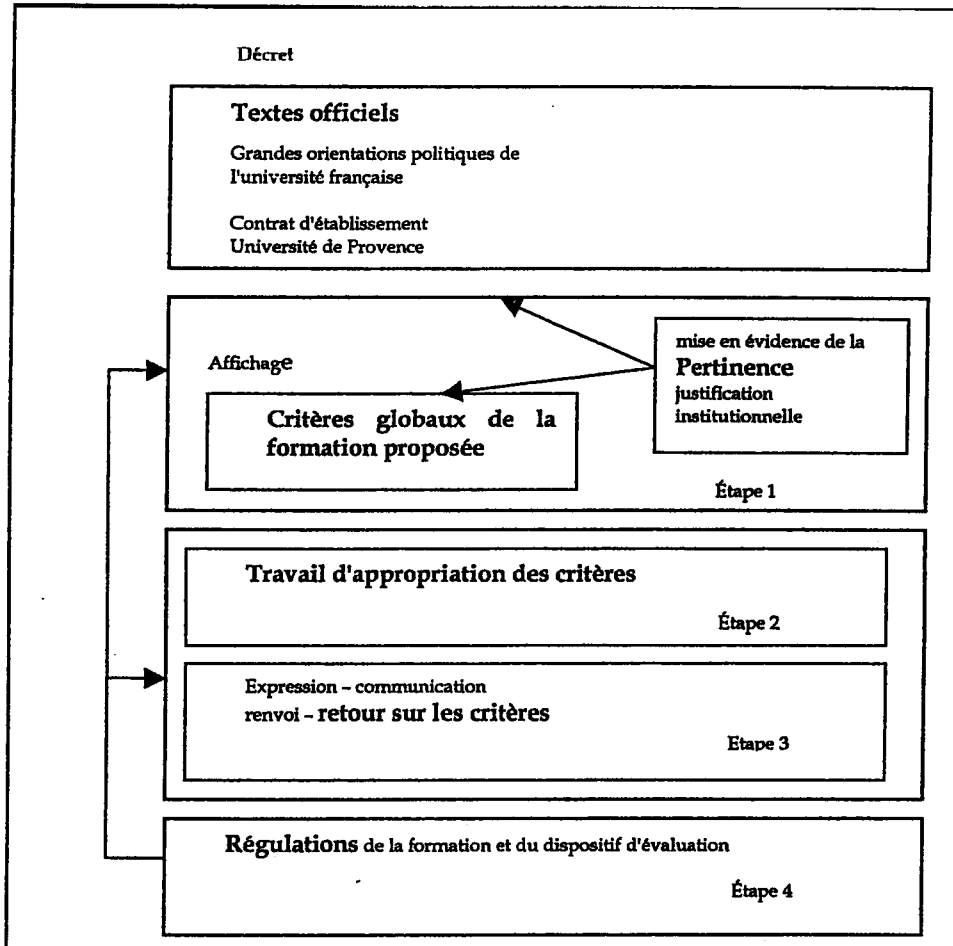 Décret
Textes officiels
Grandes orientations politiques de
l'université française
Contrat d'établissement
Université de Provence
mise en évidence de la
Pertinence
justification
institutionnelle
Affichage
Critères globaux de la
formation proposée
Étape 1
Travail d'appropriation des critères
Étape 2
Expression – communication
renvoi – retour sur les critères
Etape 3
Régulations de la formation et du dispositif d'évaluation
Étape 4